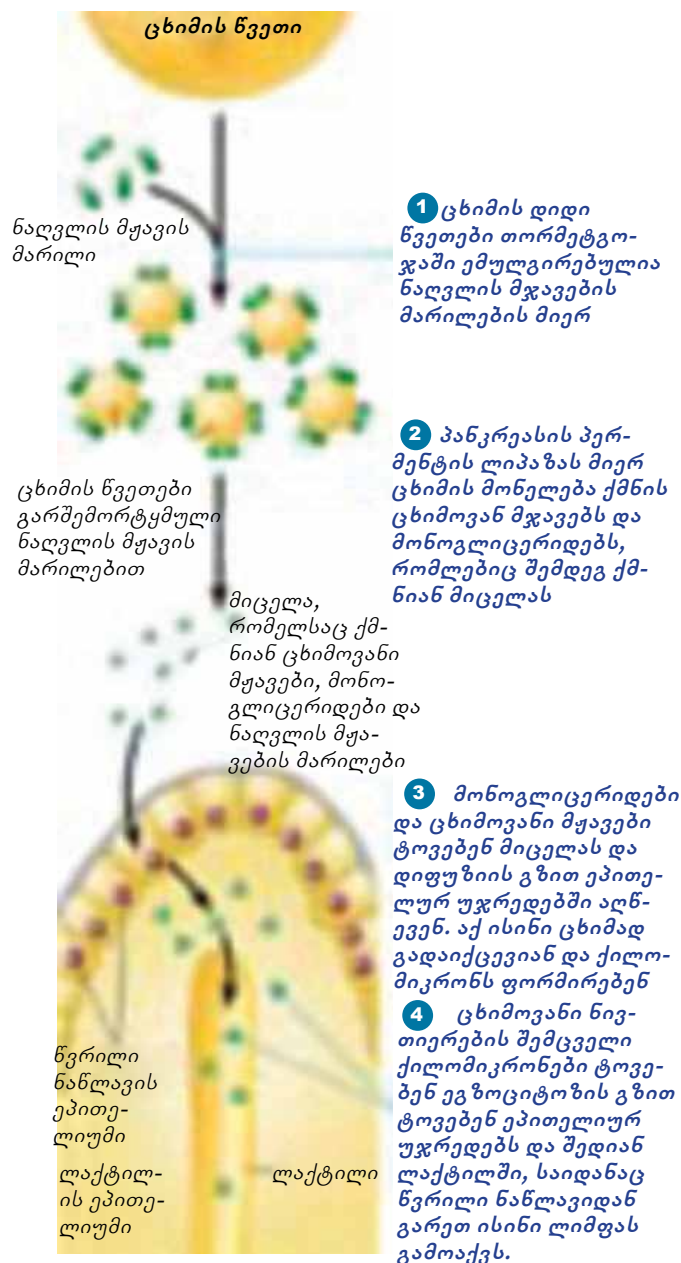 ცხიმის წვეთი
ნაღვლის მჟავის
მარილი
1 ცხიმის დიდი
წვეთები თორმეტგო-
ჯაში ემულგირებულია
ნაღვლის მჯავების
მარილების მიერ
ცხიმის წვეთები
გარშემორტყმული
ნაღვლის მჟავის
მარილებით
2 პანკრეასის პერ-
მენტის ლიპაზას მიერ
ცხიმის მონელება ქმნის
ცხიმოვან მჯავებს და
მონოგლიცერიდებს,
რომლებიც შემდეგ ქმ-
ნიან მიცელას
მიცელა,
რომელსაც ქმ-
ნიან ცხიმოვანი
მჟავები, მონო-
გლიცერიდები და
ნაღვლის მჟა-
ვების მარილები
3 მონოგლიცერიდები
და ცხიმოვანი მჟავები
ტოვებენ მიცელას და
დიფუზიის გზით ეპითე-
ლურ უჯრედებში აღწ-
ევენ. აქ ისინი ცხიმად
გადაიქცევიან და ქილო-
მიკრონს ფორმირებენ
4 ცხიმოვანი ნივ-
თიერების შემცველი
ქილომიკრონები ტოვე-
ბენ ეგზოციტოზის გზით
ტოვებენ ეპითელიურ
უჯრედებს და შედიან
ლაქტილში, საიდანაც
წვრილი ნაწლავიდან
გარეთ ისინი ლიმფას
გამოაქვს.
წვრილი
ნაწლავის
ეპითე-
ლიუმი
ლაქტილ-
ის ეპითე-
ლიუმი
ლაქტილი